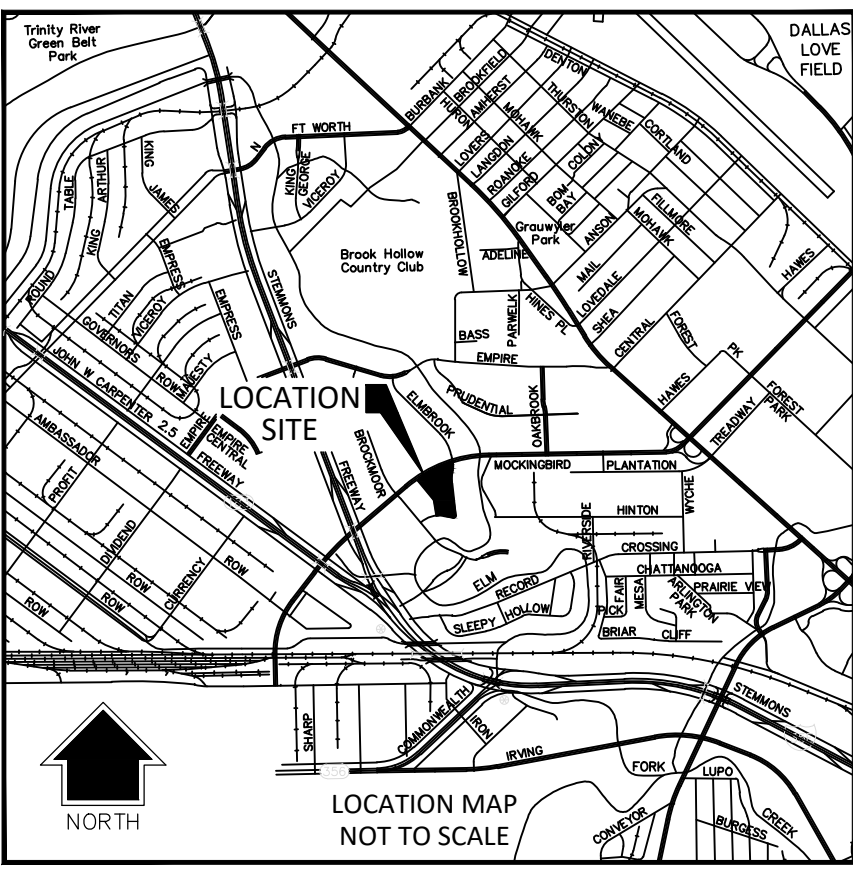 Trinity River
Green Belt
Park
DALLAS
LOVE
FIELD
DENTON
BURBANK
BROOKFIELD
HURON
AMHERST
THURSTON
WANEBE
CORTLAND
MOHAWK
FT WORTH
N
KING
JAMES
KING
GEORGE
VICEROY
LOVERS
LANGDON
ROANOKE
GILFORD
COLONY
BOM
BAY
TABLE
ARTHUR
KING
ROUND
BROOKHOLLOW
Grauwyler
Park
ANSON
FILLMORE
MOHAWK
Brook Hollow
Country Club
ADELINE
MAIL
LOVEDALE
SHEA
HAWES
EMPRESS
STEMMONS
TITAN
VICEROY
EMPRESS
GOVERNORS
ROW
MAJESTY
BASS
PARWELK
HINES PL
EMPIRE
CENTRAL
FOREST
PK
JOHN W CARPENTER 2.5
FREEWAY
LOCATION
SITE
EMPIRE
EMPIRE
CENTRAL
ELMBROOK
PRUDENTIAL
OAKBROOK
HAWES
FOREST
PARK
TREADWAY
AMBASSADOR
PROFIT
DIVIDEND
CURRENCY
ROW
ROW
ROW
ROW
BROCKMOOR
FREEWAY
MOCKINGBIRD
PLANTATION
WYCHE
HINTON
RIVERSIDE
CROSSING
CHATTANOOGA
PRAIRIE VIEW
ELM
RECORD
SLEEPY
HOLLOW
FAIR
PICK
MESA
ARLINGTON
PARK
BRIAR
CLIFF
STEMMONS
SHARP
COMMONWEALTH
IRON
IRVING
356
FORK
LUPO
CREEK
CONVEYOR
BURGESS
NORTH
LOCATION MAP
NOT TO SCALE